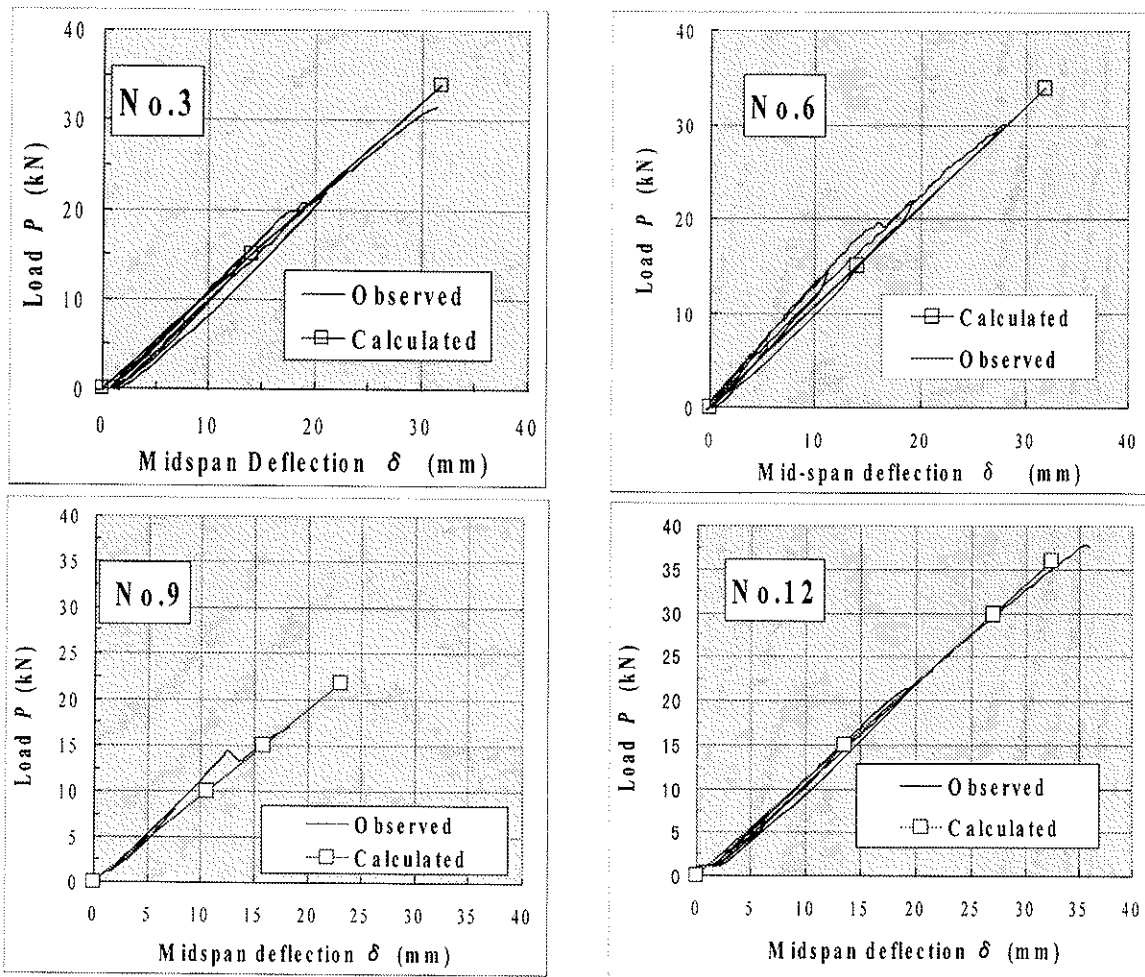 40
30
20
10
0
Load P (kN)
No.3
Observed
Calculated
0 10 20 30 40
Midspan Deflection δ (mm)
40
30
20
10
0
Load P (kN)
No.6
Calculated
Observed
0 10 20 30 40
Mid-span deflection δ (mm)
40
35
30
25
20
15
10
5
0
Load P (kN)
No.9
Observed
Calculated
0 5 10 15 20 25 30 35 40
Midspan deflection δ (mm)
40
35
30
25
20
15
10
5
0
Load P (kN)
No.12
Observed
Calculated
0 5 10 15 20 25 30 35 40
Midspan deflection δ (mm)